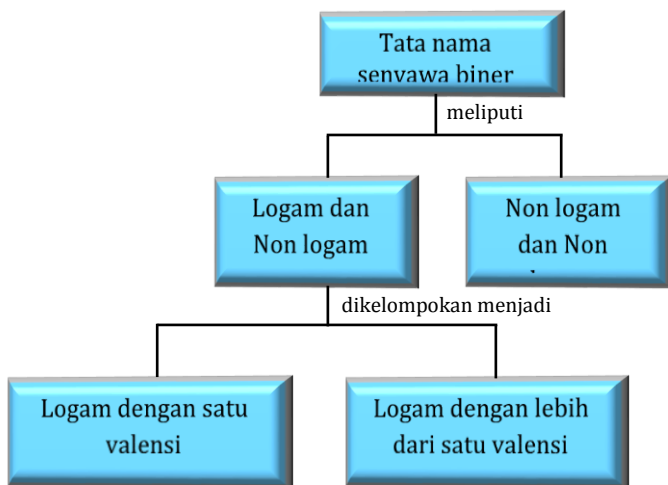 Tata nama
senyawa biner
meliputi
Logam dan
Non logam
Non logam
dan Non
dikelompokan menjadi
Logam dengan satu
valensi
Logam dengan lebih
dari satu valensi